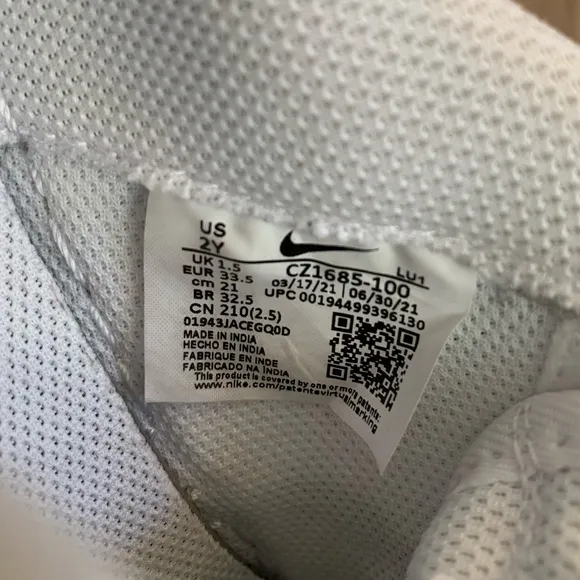 US
2Y
UK 1.5
EUR 33.5
cm 21
BR 32.5
CN 210(2.5)
LU1
CZ1685-100
03/17/21 | 06/30/21
UPC 00194499396130
01943JACEGQ0D
MADE IN INDIA
HECHO EN INDIA
FABRIQUE EN INDE
FABRICADO NA ÍNDIA
This product is covered by one or more patents:
www.nike.com/patentsvirtualmarking